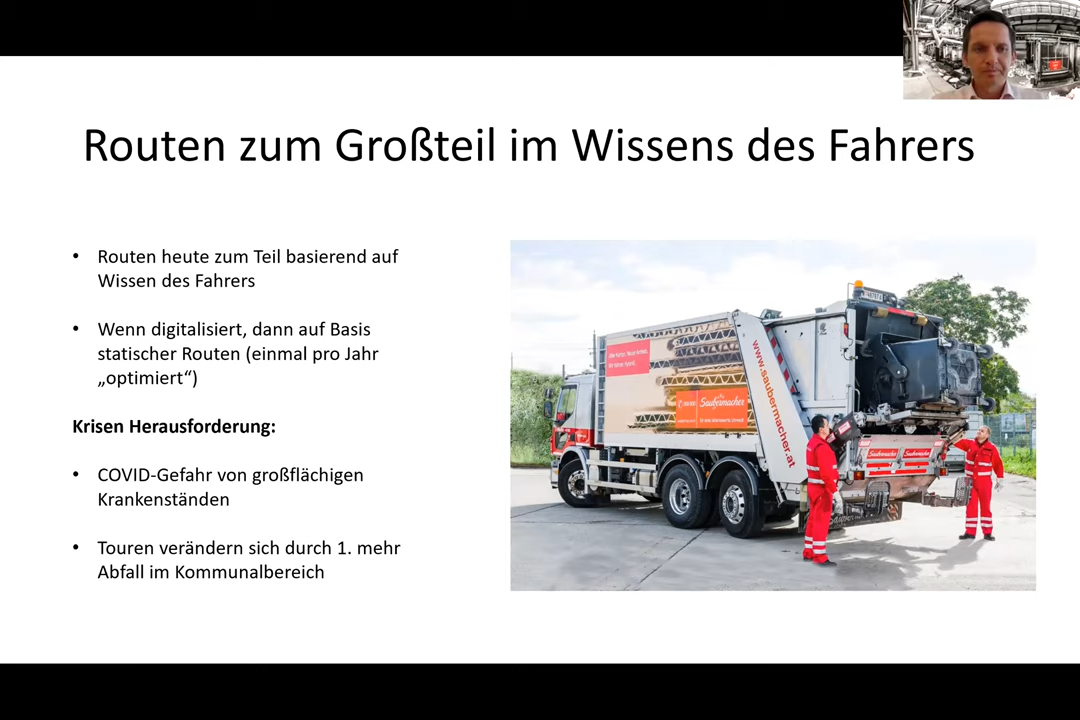 Routen zum Großteil im Wissens des Fahrers
• Routen heute zum Teil basierend auf
Wissen des Fahrers
• Wenn digitalisiert, dann auf Basis
statischer Routen (einmal pro Jahr
„optimiert“)
Krisen Herausforderung:
• COVID-Gefahr von großflächigen
Krankenständen
• Touren verändern sich durch 1. mehr
Abfall im Kommunalbereich
Saubermacher
www.saubermacher.at
Saubermacher
Saubermacher